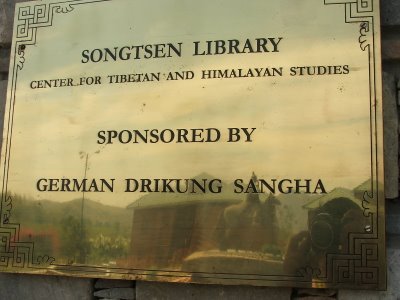 SONGTSEN LIBRARY
CENTER FOR TIBETAN AND HIMALAYAN STUDIES
SPONSORED BY
GERMAN DRIKUNG SANGHA